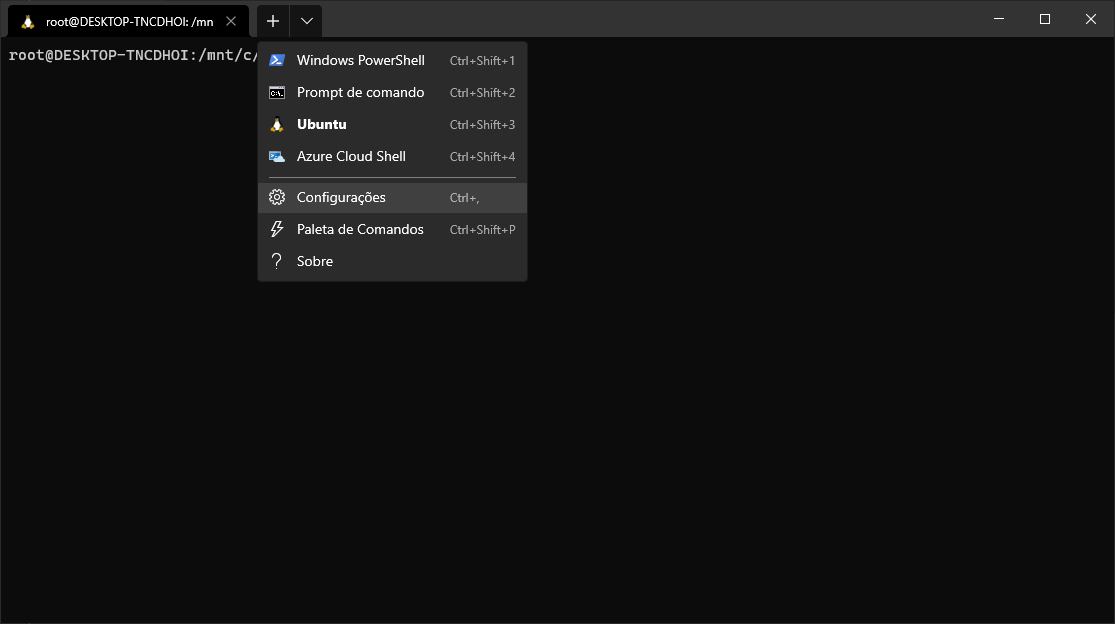 root@DESKTOP-TNCDHOI: /mn
root@DESKTOP-TNCDHOI:/mnt/c/
Windows PowerShell Ctrl+Shift+1
Prompt de comando Ctrl+Shift+2
Ubuntu Ctrl+Shift+3
Azure Cloud Shell Ctrl+Shift+4
Configurações Ctrl+,
Paleta de Comandos Ctrl+Shift+P
Sobre